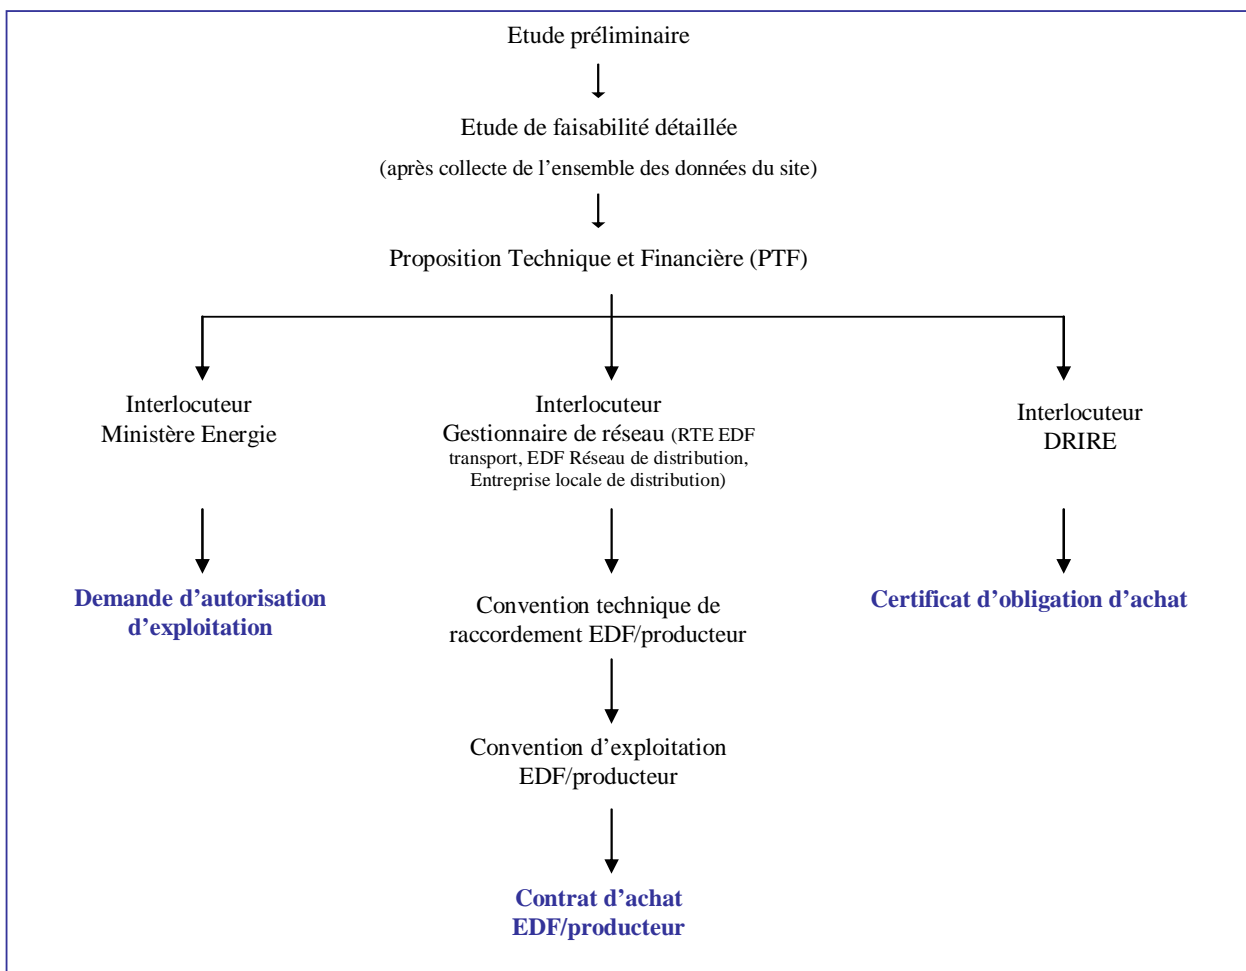 Etude préliminaire
Etude de faisabilité détaillée
(après collecte de l’ensemble des données du site)
Proposition Technique et Financière (PTF)
Interlocuteur
Ministère Energie
Interlocuteur
Gestionnaire de réseau (RTE EDF
transport, EDF Réseau de distribution,
Entreprise locale de distribution)
Interlocuteur
DRIRE
Demande d’autorisation
d’exploitation
Convention technique de
raccordement EDF/producteur
Certificat d’obligation d’achat
Convention d’exploitation
EDF/producteur
Contrat d’achat
EDF/producteur